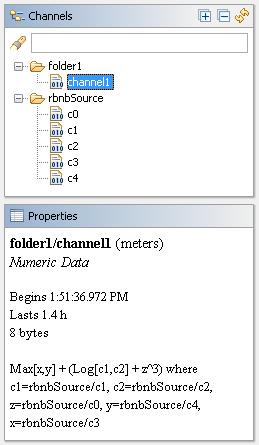 Channels
folder1
channel1
rbnbSource
c0
c1
c2
c3
c4
Properties
folder1/channel1 (meters)
Numeric Data
Begins 1:51:36.972 PM
Lasts 1.4 h
8 bytes
Max[x,y] + (Log[c1,c2] + z^3) where
c1=rbnbSource/c1, c2=rbnbSource/c2,
z=rbnbSource/c0, y=rbnbSource/c4,
x=rbnbSource/c3